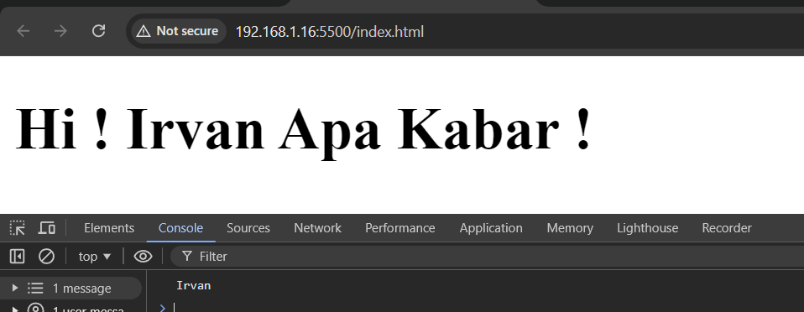 Not secure 192.168.1.16:5500/index.html
Hi ! Irvan Apa Kabar !
Elements Console Sources Network Performance Application Memory Lighthouse Recorder
top Filter
1 message Irvan
1 user messa